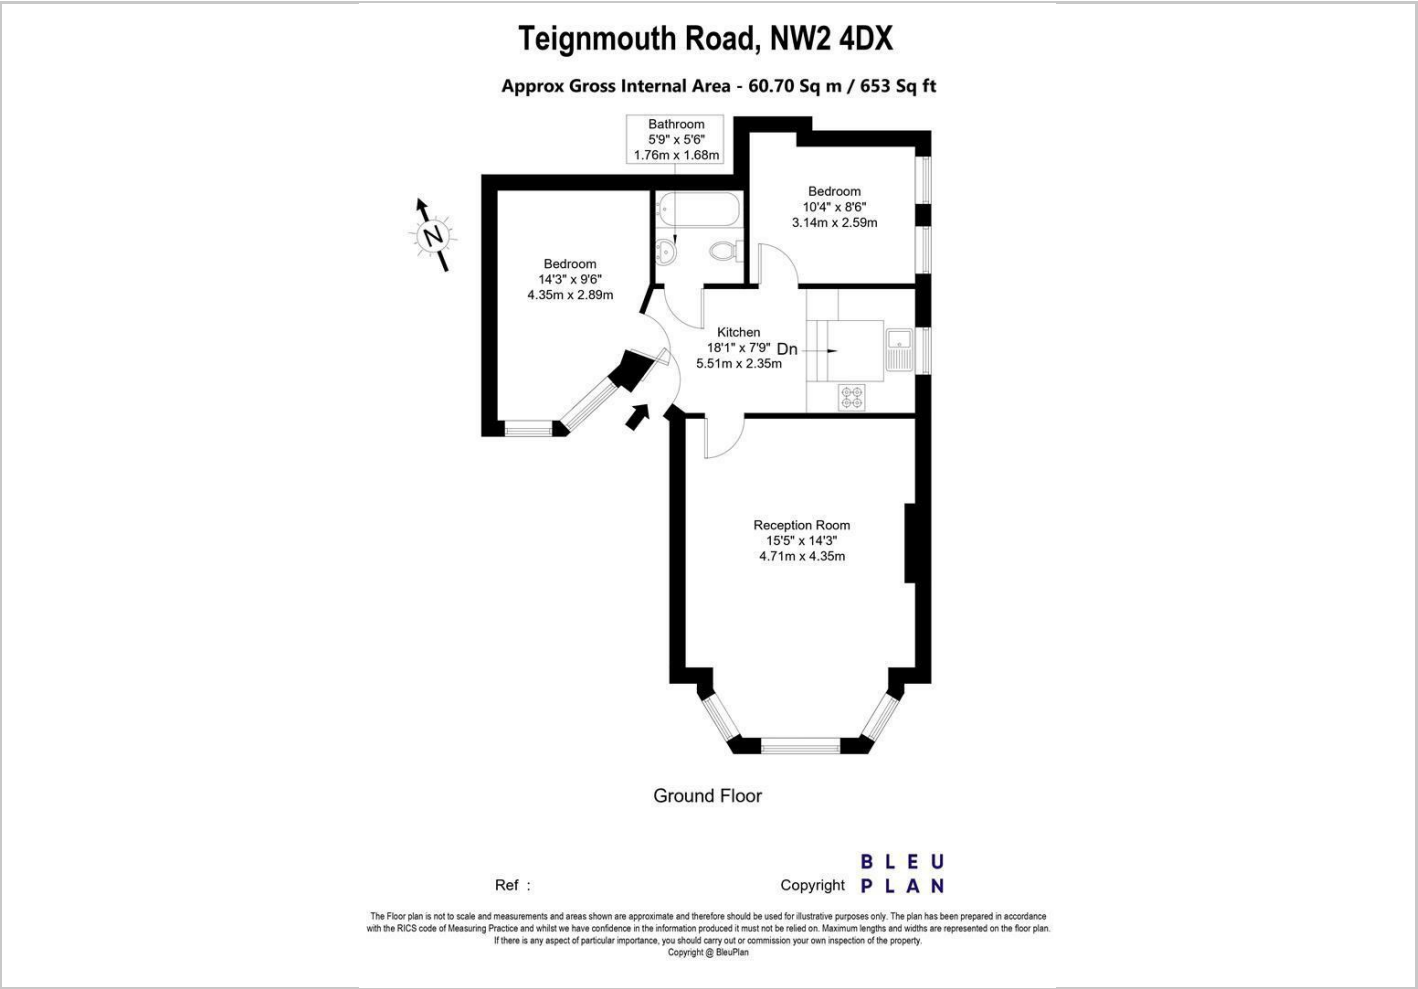 Teignmouth Road, NW2 4DX
Approx Gross Internal Area - 60.70 Sq m / 653 Sq ft
Bathroom
5'9" x 5'6"
1.76m x 1.68m
Bedroom
10'4" x 8'6"
3.14m x 2.59m
N
Bedroom
14'3" x 9'6"
4.35m x 2.89m
Kitchen
18'1" x 7'9"
5.51m x 2.35m
Dn
Reception Room
15'5" x 14'3"
4.71m x 4.35m
Ground Floor
Ref :
Copyright
BLEU
PLAN
The Floor plan is not to scale and measurements and areas shown are approximate and therefore should be used for illustrative purposes only. The plan has been prepared in accordance
with the RICS code of Measuring Practice and whilst we have confidence in the information produced it must not be relied on. Maximum lengths and widths are represented on the floor plan.
If there is any aspect of particular importance, you should carry out or commission your own inspection of the property.
Copyright @ BleuPlan